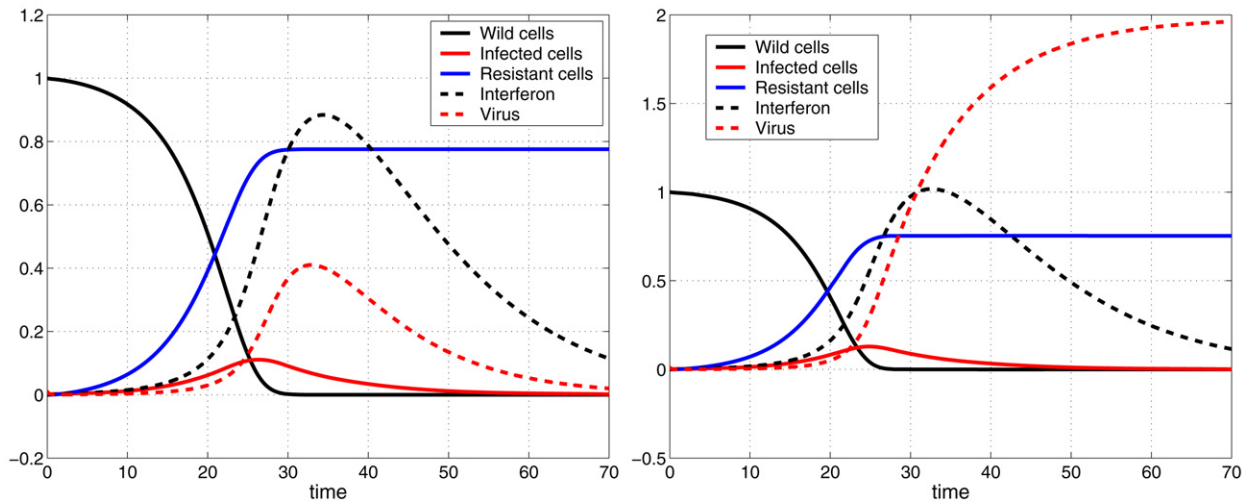 1.2
1
0.8
0.6
0.4
0.2
0
−0.2
0 10 20 30 40 50 60 70
time
Wild cells
Infected cells
Resistant cells
Interferon
Virus
2
1.5
1
0.5
0
−0.5
0 10 20 30 40 50 60 70
time
Wild cells
Infected cells
Resistant cells
Interferon
Virus